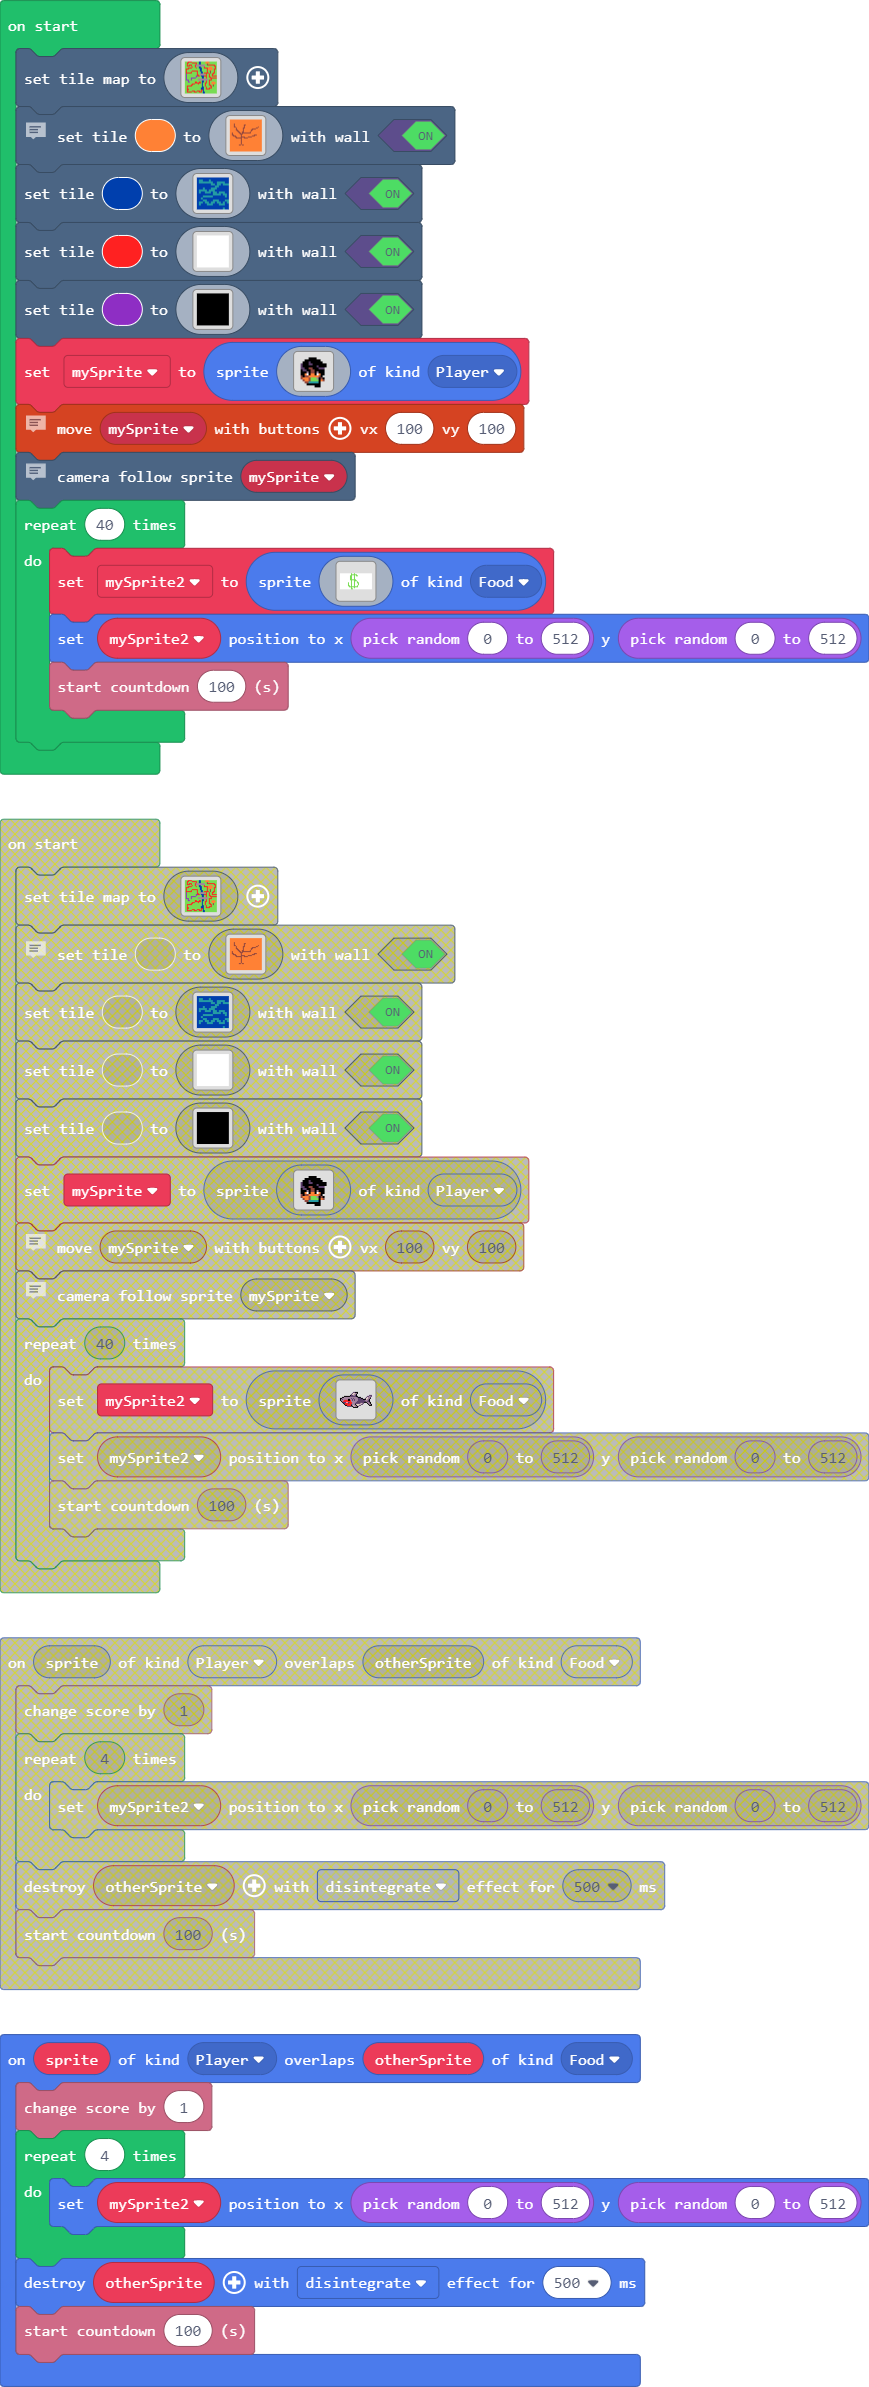 on start
set tile map to
set tile to with wall ON
set tile to with wall ON
set tile to with wall ON
set tile to with wall ON
set mySprite to sprite of kind Player
move mySprite with buttons vx 100 vy 100
camera follow sprite mySprite
repeat 40 times
do
set mySprite2 to sprite $ of kind Food
set mySprite2 position to x pick random 0 to 512 y pick random 0 to 512
start countdown 100 (s)
on start
set tile map to
set tile to with wall ON
set tile to with wall ON
set tile to with wall ON
set tile to with wall ON
set mySprite to sprite of kind Player
move mySprite with buttons vx 100 vy 100
camera follow sprite mySprite
repeat 40 times
do
set mySprite2 to sprite of kind Food
set mySprite2 position to x pick random 0 to 512 y pick random 0 to 512
start countdown 100 (s)
on sprite of kind Player overlaps otherSprite of kind Food
change score by 1
repeat 4 times
do
set mySprite2 position to x pick random 0 to 512 y pick random 0 to 512
destroy otherSprite with disintegrate effect for 500 ms
start countdown 100 (s)
on sprite of kind Player overlaps otherSprite of kind Food
change score by 1
repeat 4 times
do
set mySprite2 position to x pick random 0 to 512 y pick random 0 to 512
destroy otherSprite with disintegrate effect for 500 ms
start countdown 100 (s)